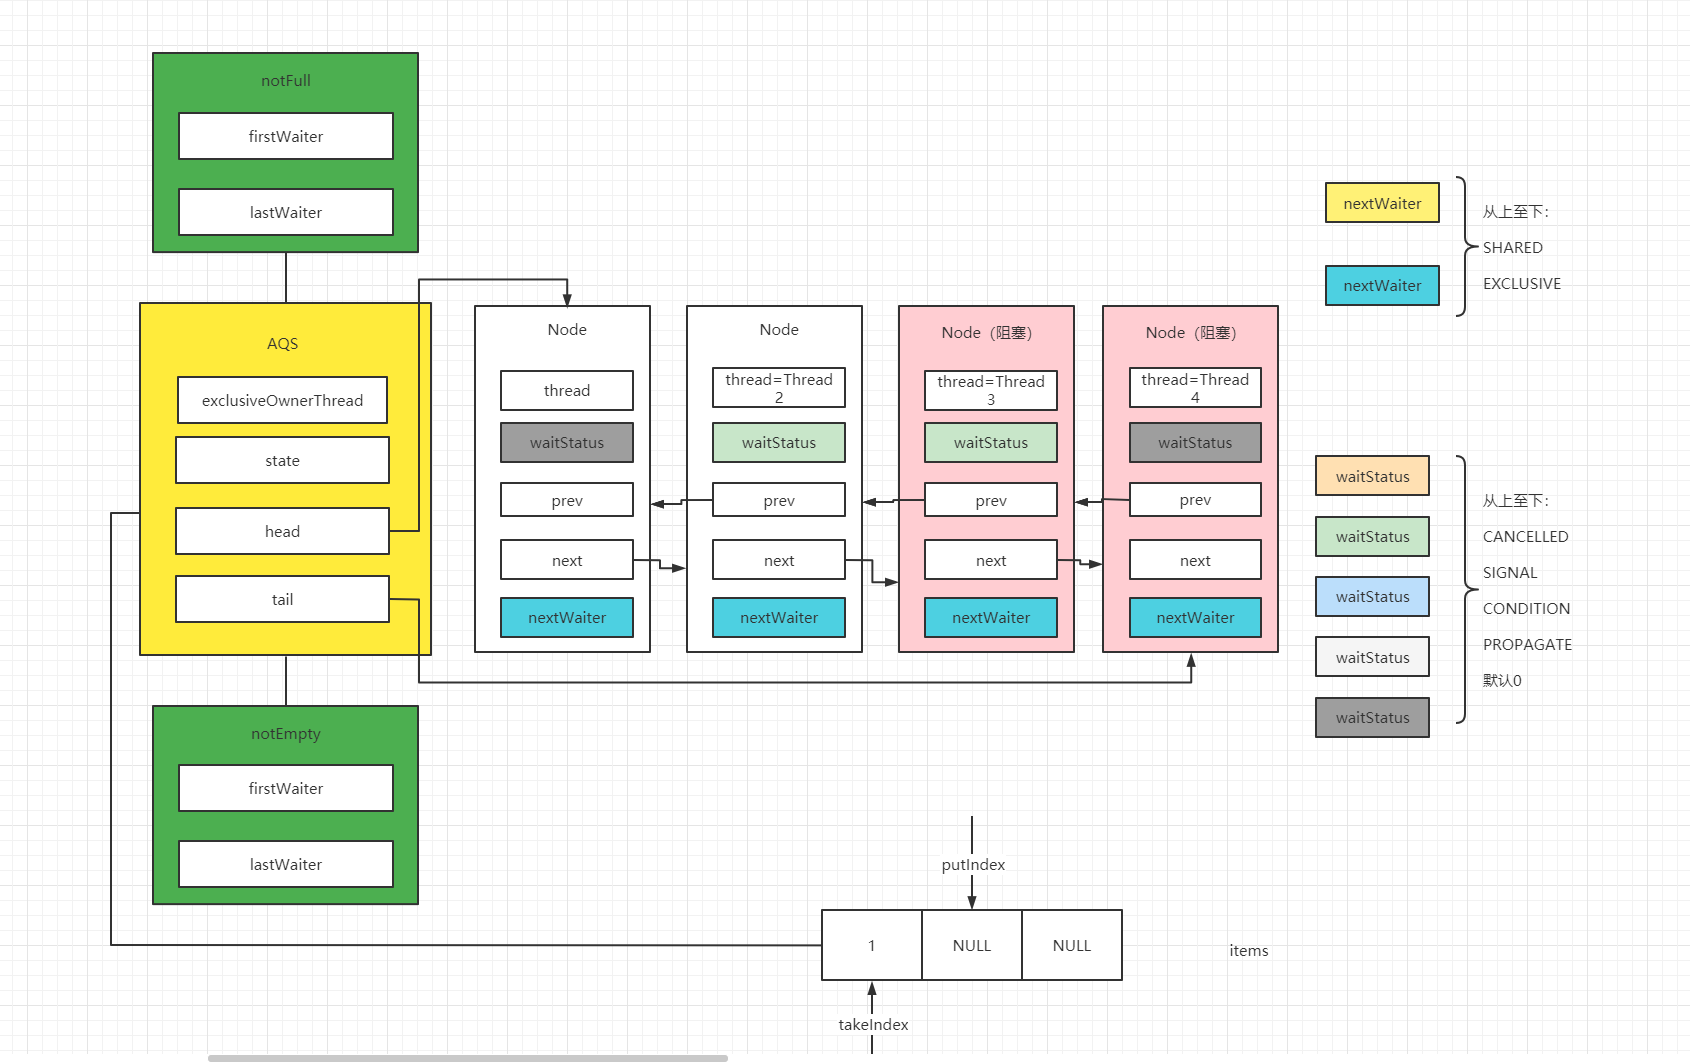 notFull
firstWaiter
lastWaiter
AQS
exclusiveOwnerThread
state
head
tail
notEmpty
firstWaiter
lastWaiter
Node
thread
waitStatus
prev
next
nextWaiter
Node
thread=Thread
2
waitStatus
prev
next
nextWaiter
Node（阻塞）
thread=Thread
3
waitStatus
prev
next
nextWaiter
Node（阻塞）
thread=Thread
4
waitStatus
prev
next
nextWaiter
nextWaiter
nextWaiter
从上至下：
SHARED
EXCLUSIVE
waitStatus
waitStatus
waitStatus
waitStatus
waitStatus
从上至下：
CANCELLED
SIGNAL
CONDITION
PROPAGATE
默认0
putIndex
1
NULL
NULL
items
takeIndex